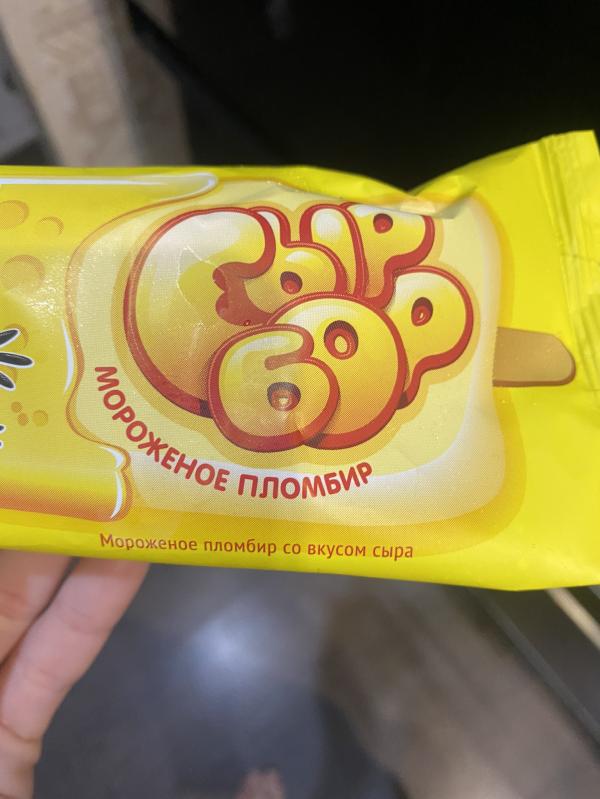 СЫР
БОР
МОРОЖЕНОЕ ПЛОМБИР
Мороженое пломбир со вкусом сыра